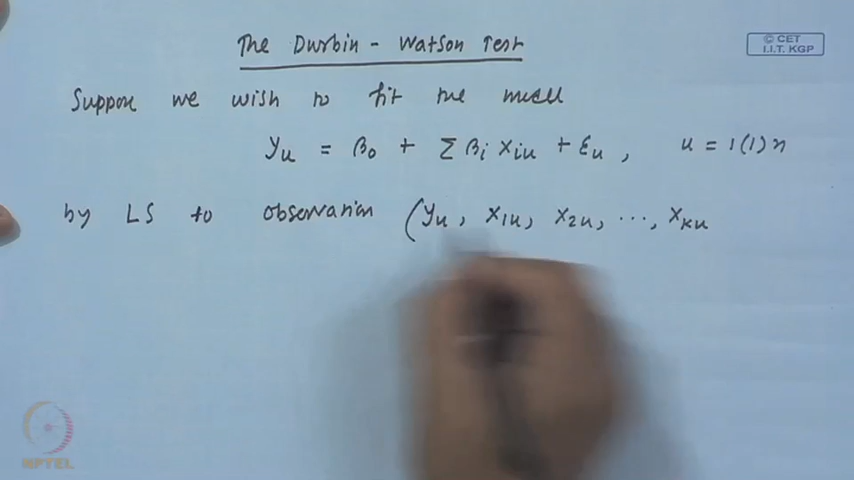 The Durbin - Watson Test
© CET
I.I.T. KGP
Suppose we wish to fit the model
yu = β0 + Σ βi Xiu + Eu , u = 1(1)n
by LS to observation (yu, X1u, X2u, ..., XKu
NPTEL